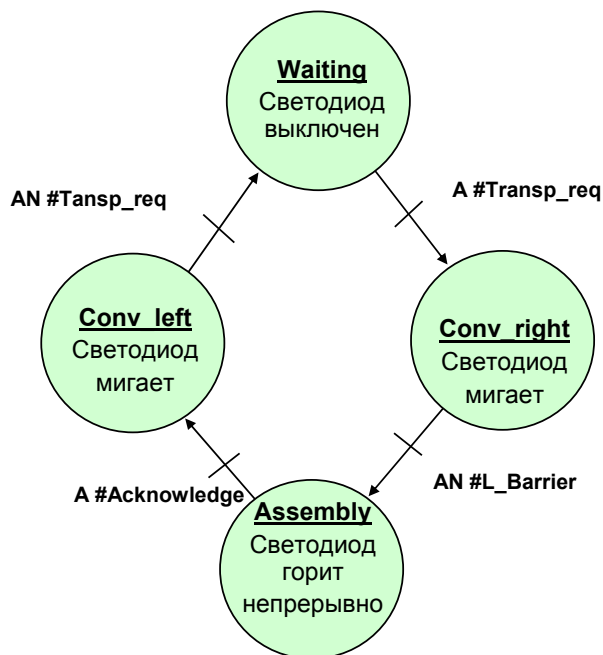 Waiting
Светодиод
выключен
AN #Tansp_req
A #Transp_req
Conv_left
Светодиод
мигает
Conv_right
Светодиод
мигает
A #Acknowledge
AN #L_Barrier
Assembly
Светодиод
горит
непрерывно